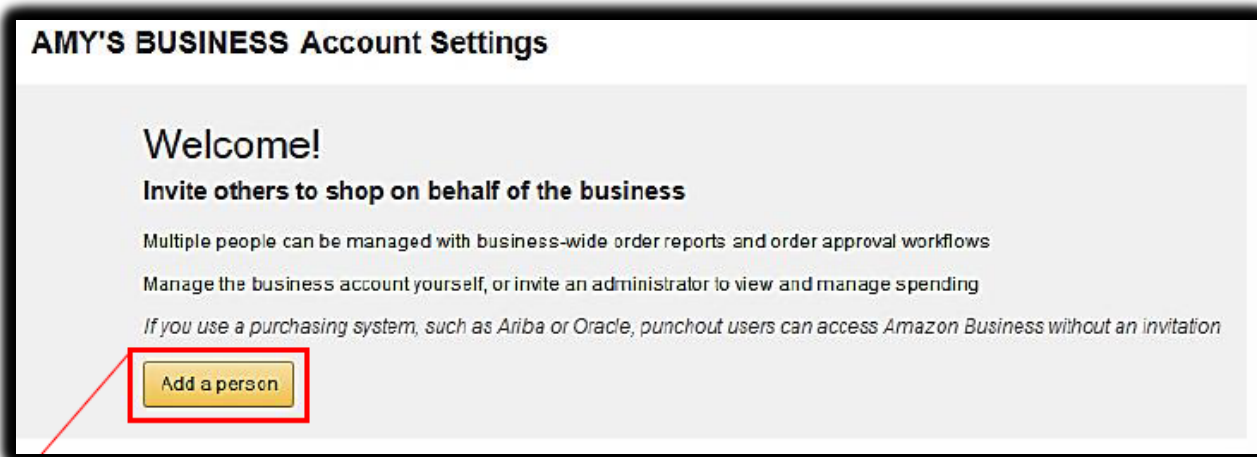 AMY'S BUSINESS Account Settings
Welcome!
Invite others to shop on behalf of the business
Multiple people can be managed with business-wide order reports and order approval workflows
Manage the business account yourself, or invite an administrator to view and manage spending
If you use a purchasing system, such as Ariba or Oracle, punchout users can access Amazon Business without an invitation
Add a person